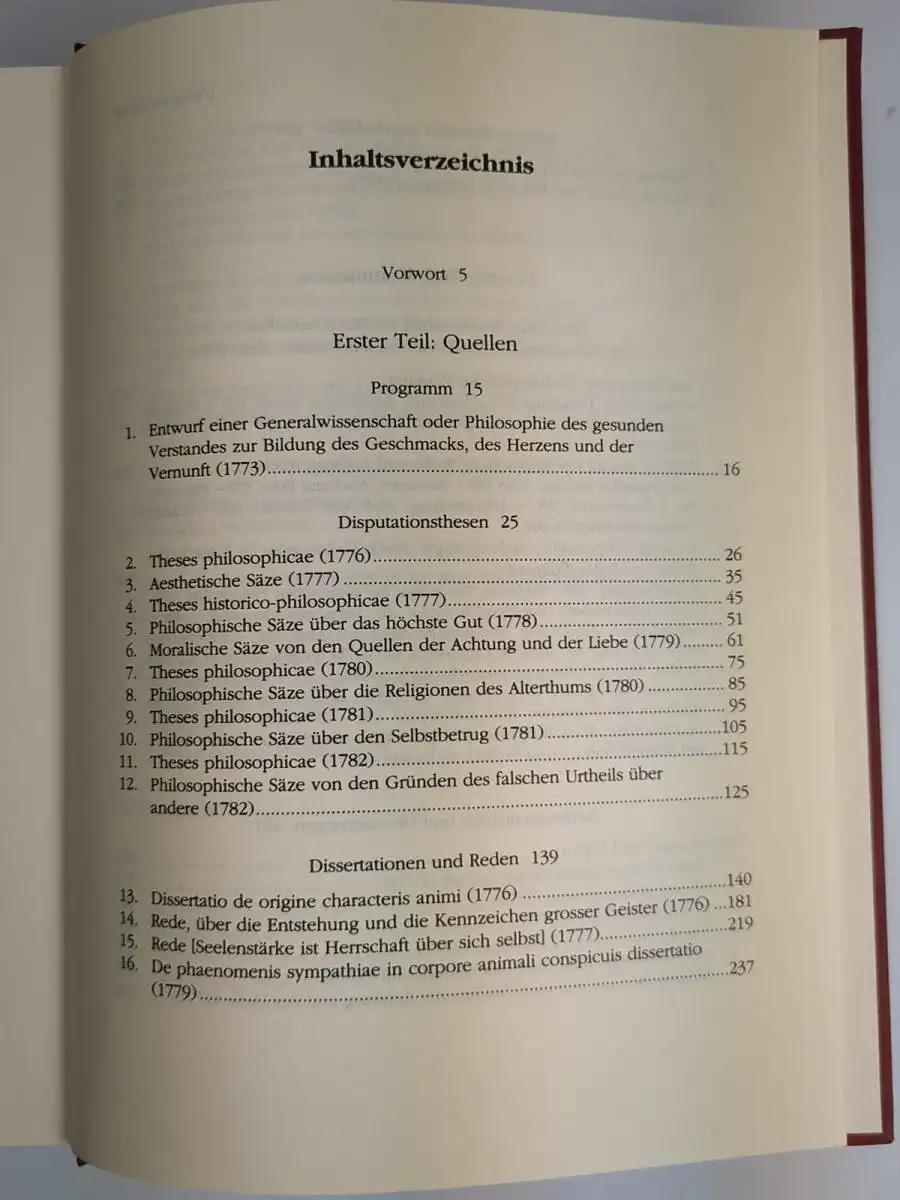 Inhaltsverzeichnis
Vorwort 5
Erster Teil: Quellen
Programm 15
1. Entwurf einer Generalwissenschaft oder Philosophie des gesunden
Verstandes zur Bildung des Geschmacks, des Herzens und der
Vernunft (1773)........................................ 16
Disputationsthesen 25
2. Theses philosophicae (1776)........................................ 26
3. Aesthetische Säze (1777)........................................ 35
4. Theses historico-philosophicae (1777)........................................ 45
5. Philosophische Säze über das höchste Gut (1778)........................................ 51
6. Moralische Säze von den Quellen der Achtung und der Liebe (1779)......... 61
7. Theses philosophicae (1780)........................................ 75
8. Philosophische Säze über die Religionen des Alterthums (1780)................. 85
9. Theses philosophicae (1781)........................................ 95
10. Philosophische Säze über den Selbstbetrug (1781)........................................105
11. Theses philosophicae (1782)........................................115
12. Philosophische Säze von den Gründen des falschen Urtheils über
andere (1782)........................................125
Dissertationen und Reden 139
13. Dissertatio de origine characteris animi (1776)........................................140
14. Rede, über die Entstehung und die Kennzeichen grosser Geister (1776)...181
15. Rede [Seelenstärke ist Herrschaft über sich selbst] (1777)..........................219
16. De phaenomenis sympathiae in corpore animali conspicuis dissertatio
(1779)........................................237